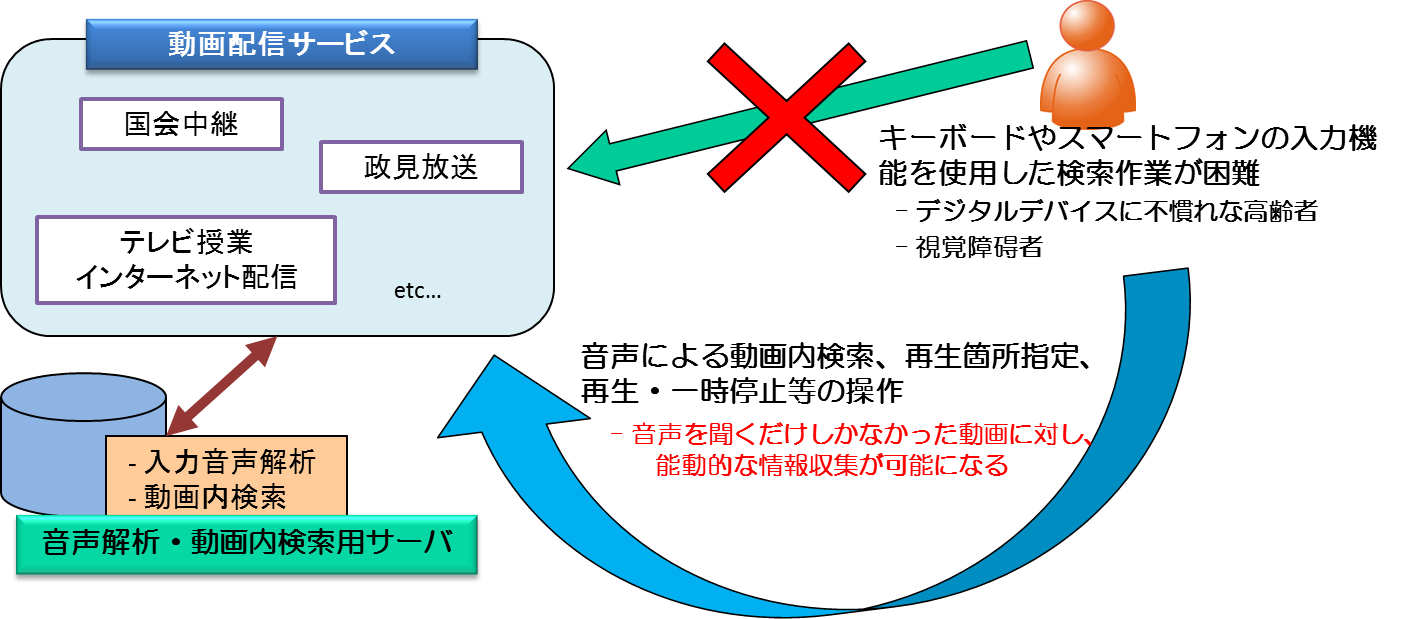 動画配信サービス
国会中継
政見放送
テレビ授業
インターネット配信
etc...
キーボードやスマートフォンの入力機
能を使用した検索作業が困難
- デジタルデバイスに不慣れな高齢者
- 視覚障碍者
音声による動画内検索、再生箇所指定、
再生・一時停止等の操作
- 音声を聞くだけしかなかった動画に対し、
能動的な情報収集が可能になる
- 入力音声解析
- 動画内検索
音声解析・動画内検索用サーバ